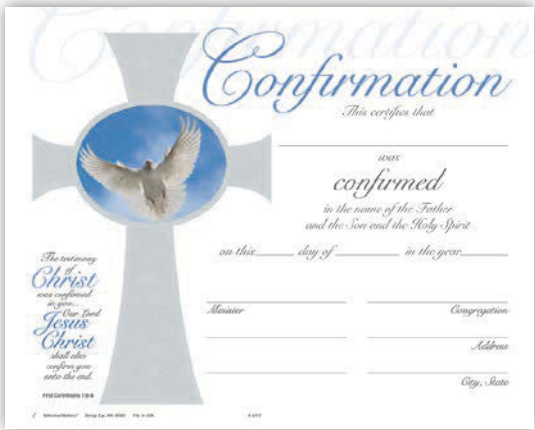 Confirmation
Confirmation
This certifies that
was
confirmed
in the name of the Father
and the Son and the Holy Spirit
on this day of in the year
The testimony
of
Christ
was confirmed
in you...
Our Lord
Jesus
Christ
shall also
confirm you
unto the end.
Minister Congregation
Address
City, State